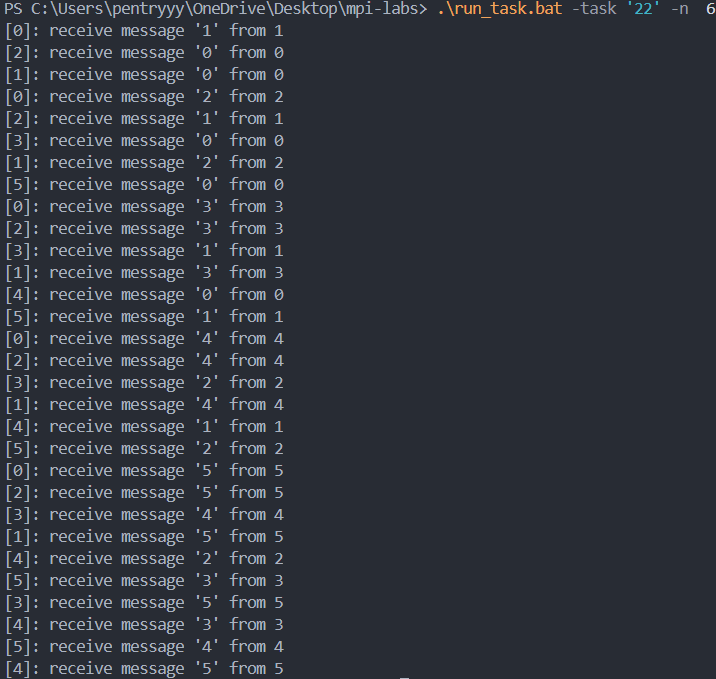 PS C:\Users\pentryyy\OneDrive\Desktop\mpi-labs> .\run_task.bat -task '22' -n  6
[0]: receive message '1' from 1
[2]: receive message '0' from 0
[1]: receive message '0' from 0
[0]: receive message '2' from 2
[2]: receive message '1' from 1
[3]: receive message '0' from 0
[1]: receive message '2' from 2
[5]: receive message '0' from 0
[0]: receive message '3' from 3
[2]: receive message '3' from 3
[3]: receive message '1' from 1
[1]: receive message '3' from 3
[4]: receive message '0' from 0
[5]: receive message '1' from 1
[0]: receive message '4' from 4
[2]: receive message '4' from 4
[3]: receive message '2' from 2
[1]: receive message '4' from 4
[4]: receive message '1' from 1
[5]: receive message '2' from 2
[0]: receive message '5' from 5
[2]: receive message '5' from 5
[3]: receive message '4' from 4
[1]: receive message '5' from 5
[4]: receive message '2' from 2
[5]: receive message '3' from 3
[3]: receive message '5' from 5
[4]: receive message '3' from 3
[5]: receive message '4' from 4
[4]: receive message '5' from 5